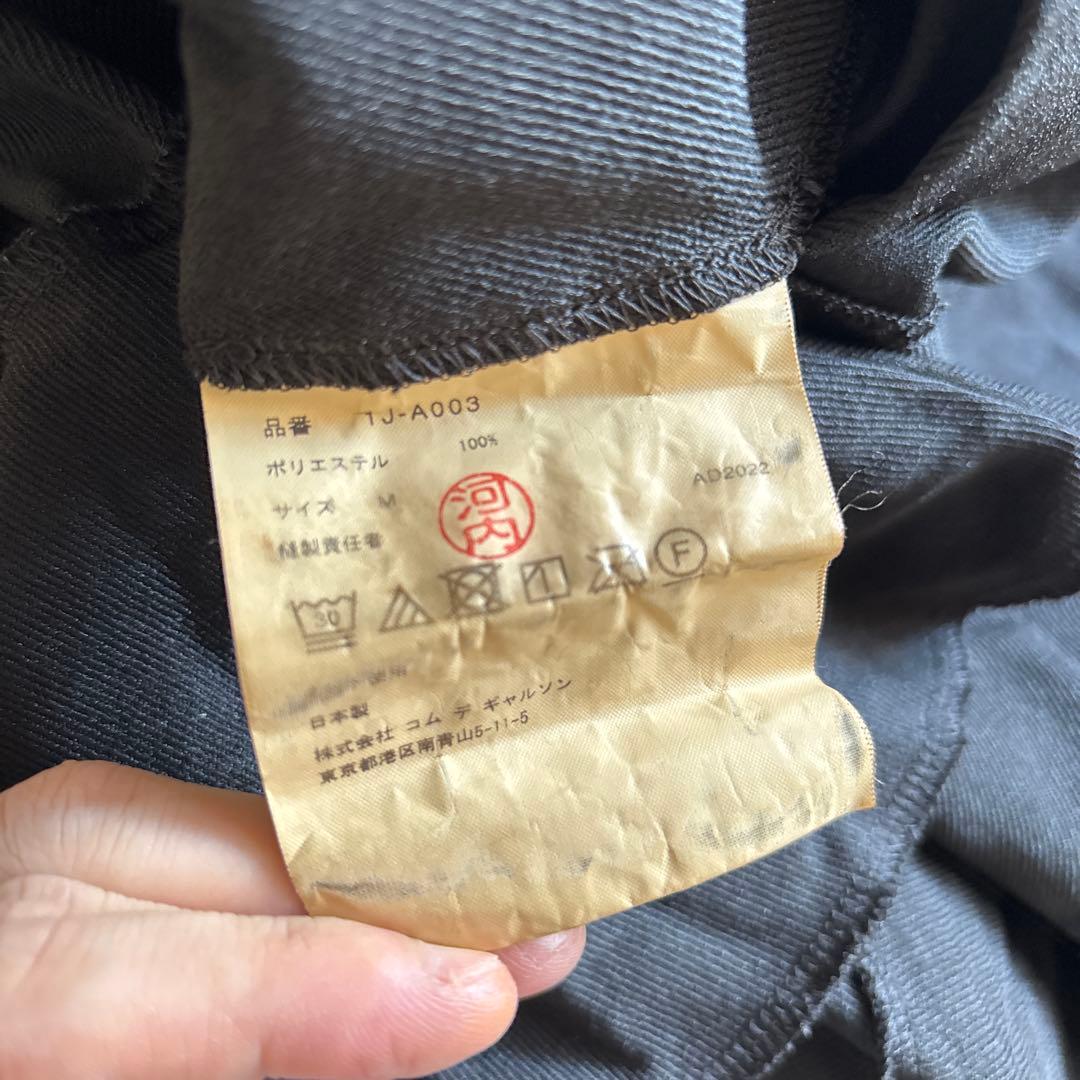 品番 1J-A003
ポリエステル 100%
サイズ M AD2022
縫製責任者 河内
30 F
使用
日本製
株式会社 コム デ ギャルソン
東京都港区南青山5-11-5